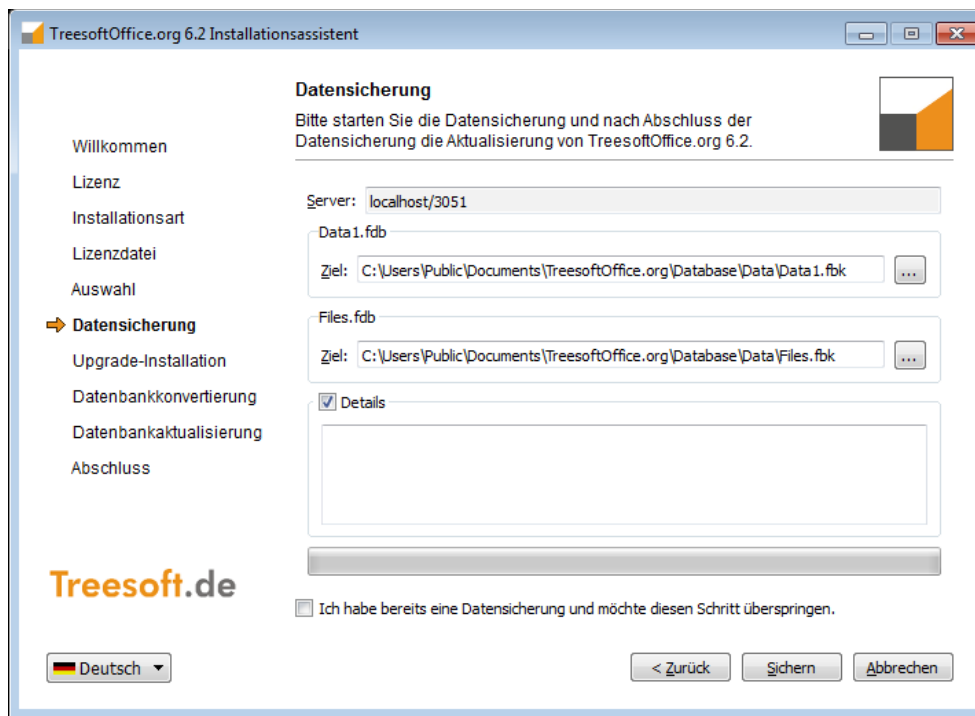 TreesoftOffice.org 6.2 Installationsassistent
Datensicherung
Bitte starten Sie die Datensicherung und nach Abschluss der
Datensicherung die Aktualisierung von TreesoftOffice.org 6.2.
Willkommen
Lizenz
Installationsart
Lizenzdatei
Auswahl
Datensicherung
Upgrade-Installation
Datenbankkonvertierung
Datenbankaktualisierung
Abschluss
Server: localhost/3051
Data1.fdb
Ziel: C:\Users\Public\Documents\TreesoftOffice.org\Database\Data\Data1.fbk ...
Files.fdb
Ziel: C:\Users\Public\Documents\TreesoftOffice.org\Database\Data\Files.fbk ...
Details
Treesoft.de
Ich habe bereits eine Datensicherung und möchte diesen Schritt überspringen.
Deutsch
< Zurück Sichern Abbrechen